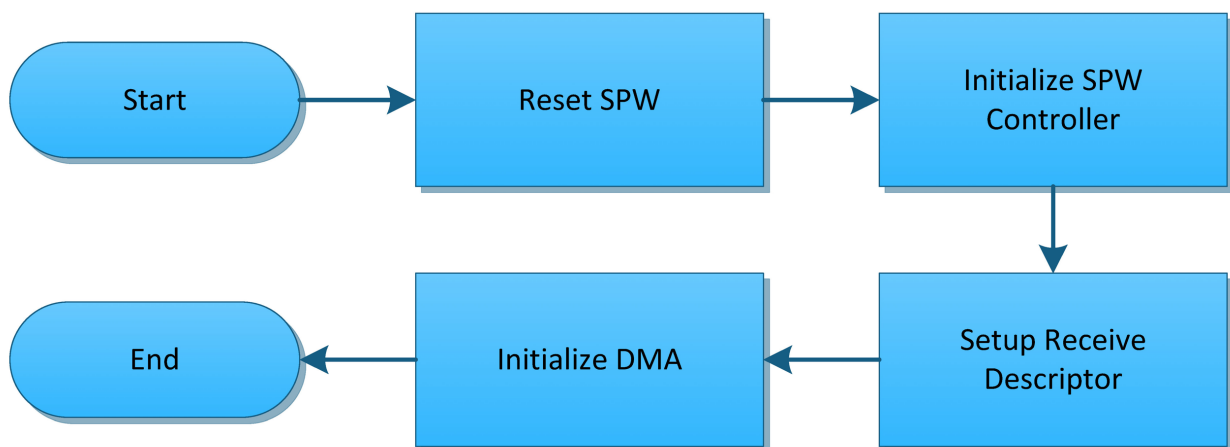 Start
Reset SPW
Initialize SPW
Controller
Setup Receive
Descriptor
Initialize DMA
End